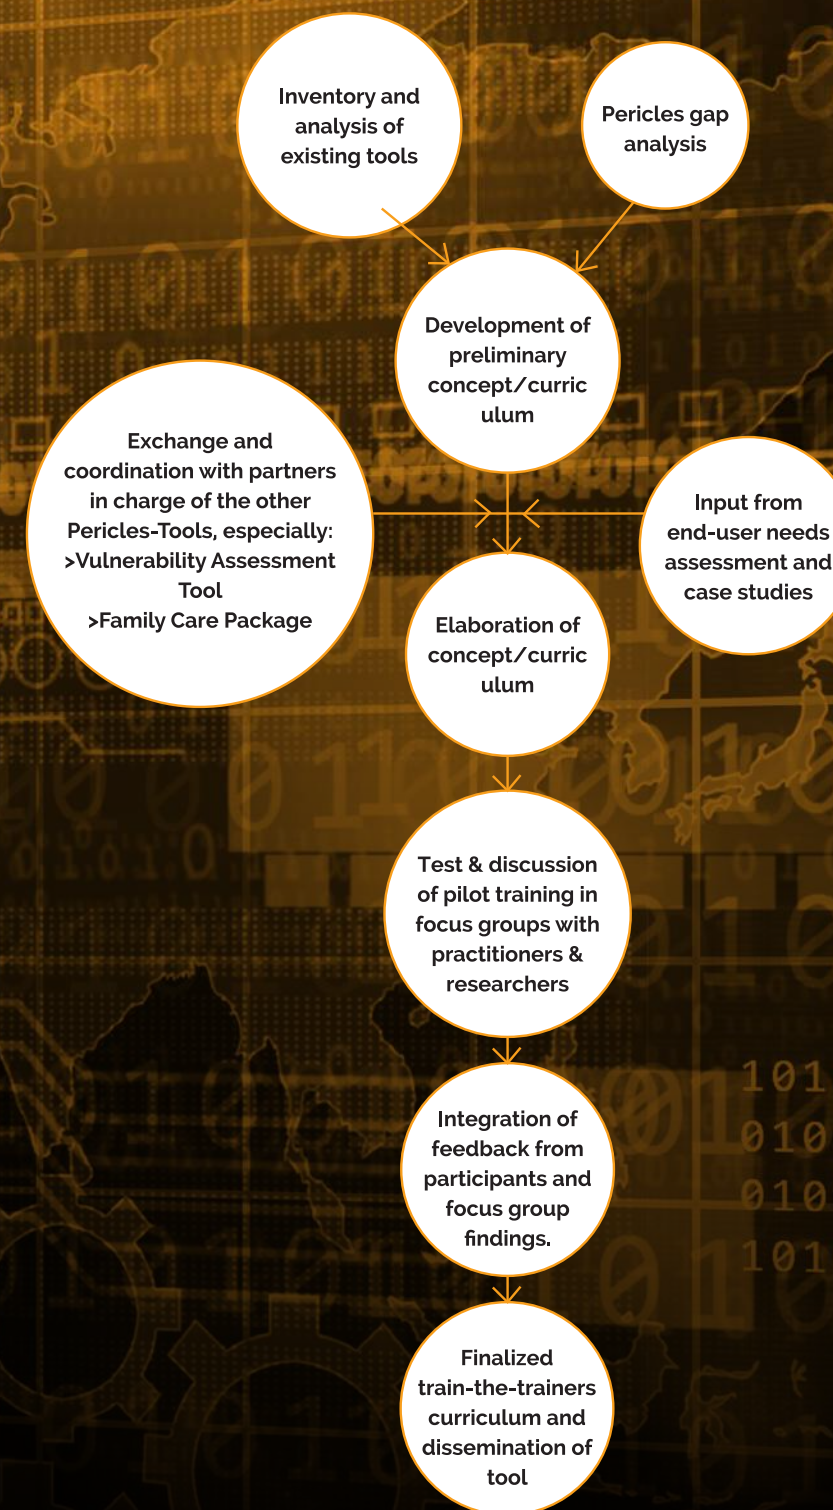 Inventory and
analysis of
existing tools
Pericles gap
analysis
Development of
preliminary
concept/curric
ulum
Exchange and
coordination with partners
in charge of the other
Pericles-Tools, especially:
>Vulnerability Assessment
Tool
>Family Care Package
Input from
end-user needs
assessment and
case studies
Elaboration of
concept/curric
ulum
Test & discussion
of pilot training in
focus groups with
practitioners &
researchers
Integration of
feedback from
participants and
focus group
findings.
Finalized
train-the-trainers
curriculum and
dissemination of
tool
101
010
010
101